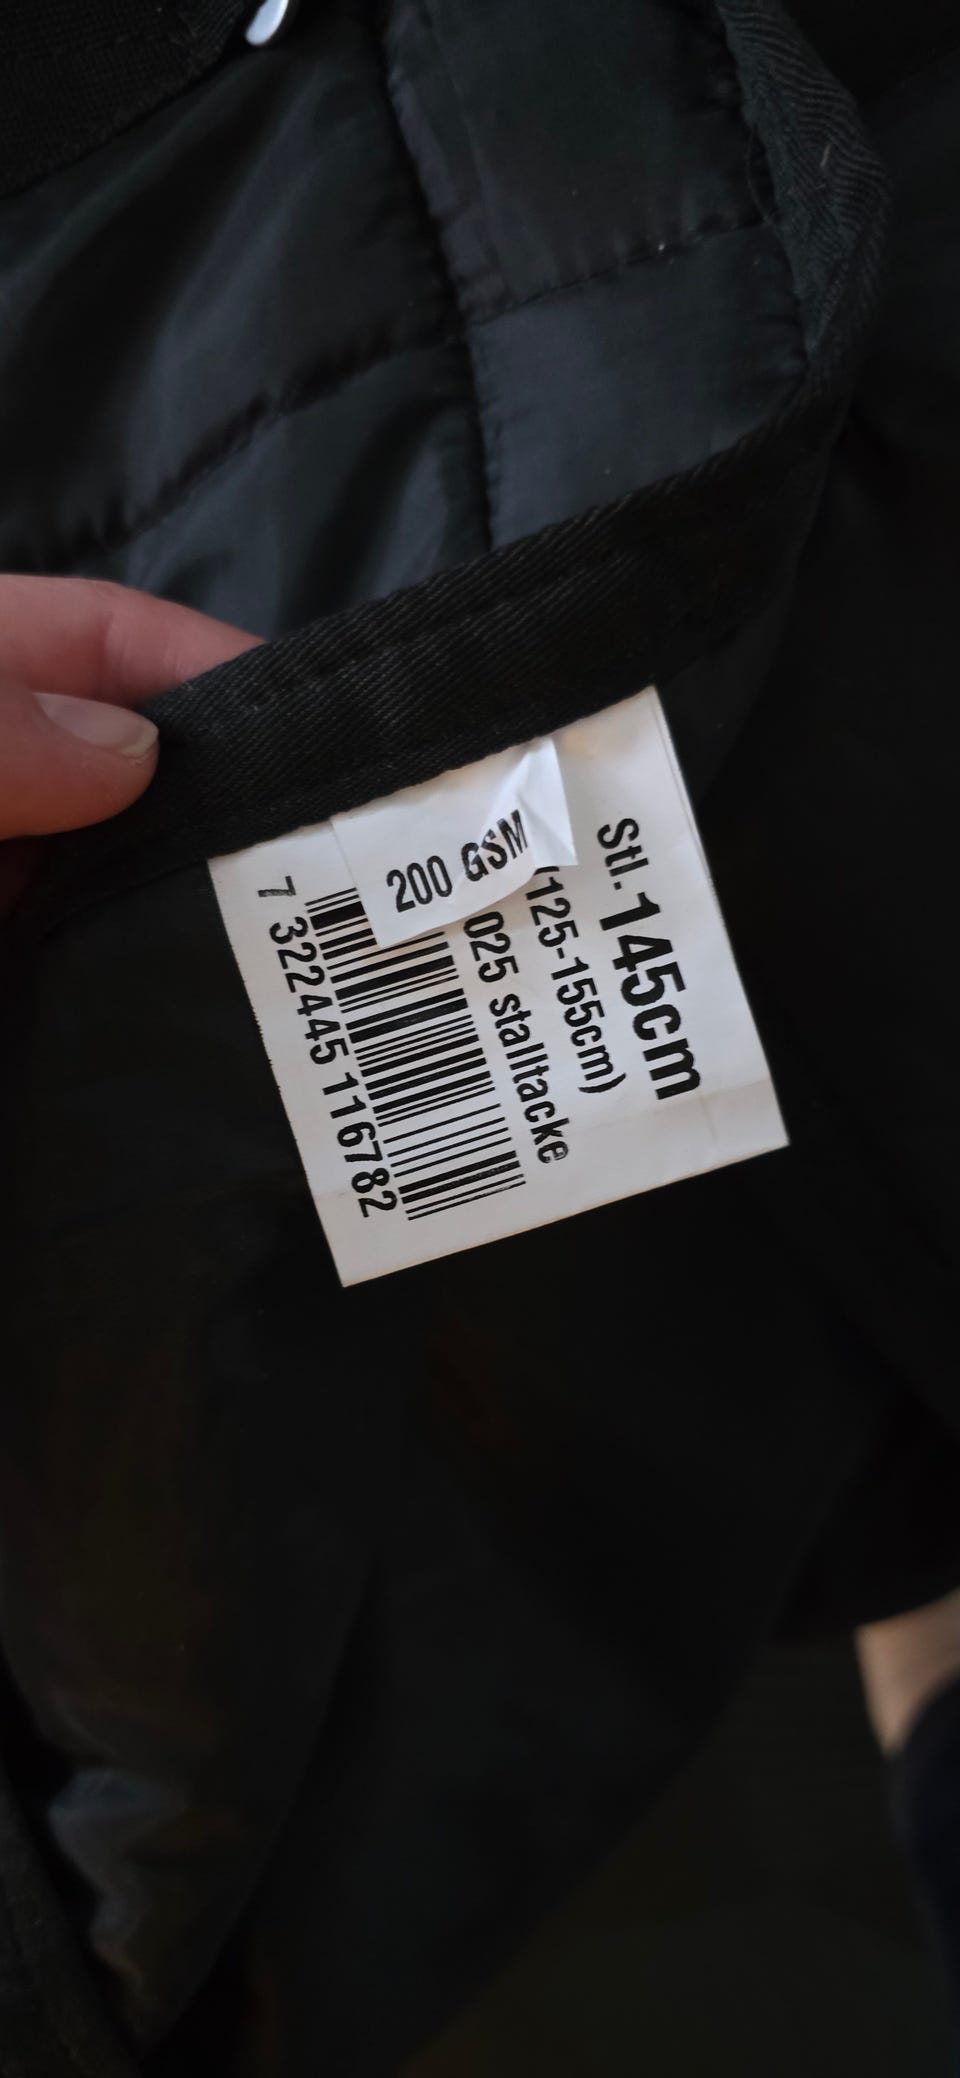 Stl. 145cm
(125-155cm)
025 stalltacke
200 GSM
7 322445 116782